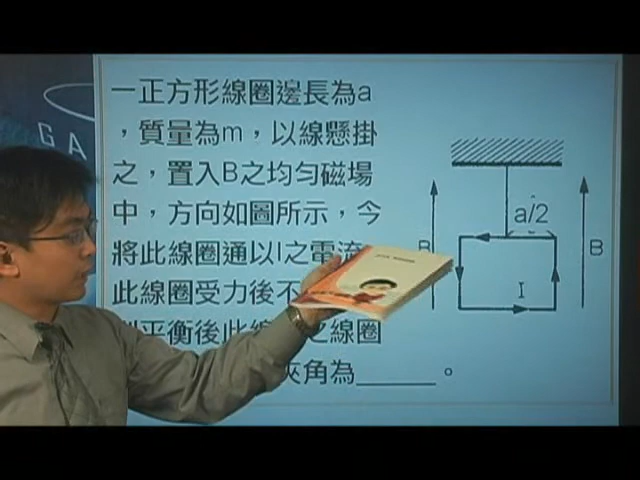 一正方形線圈邊長為a
，質量為m，以線懸掛
之，置入B之均勻磁場
中，方向如圖所示，今
將此線圈通以I之電流
此線圈受力後不
平衡後此 之線圈
夾角為______。
a/2
B
B
I
GA